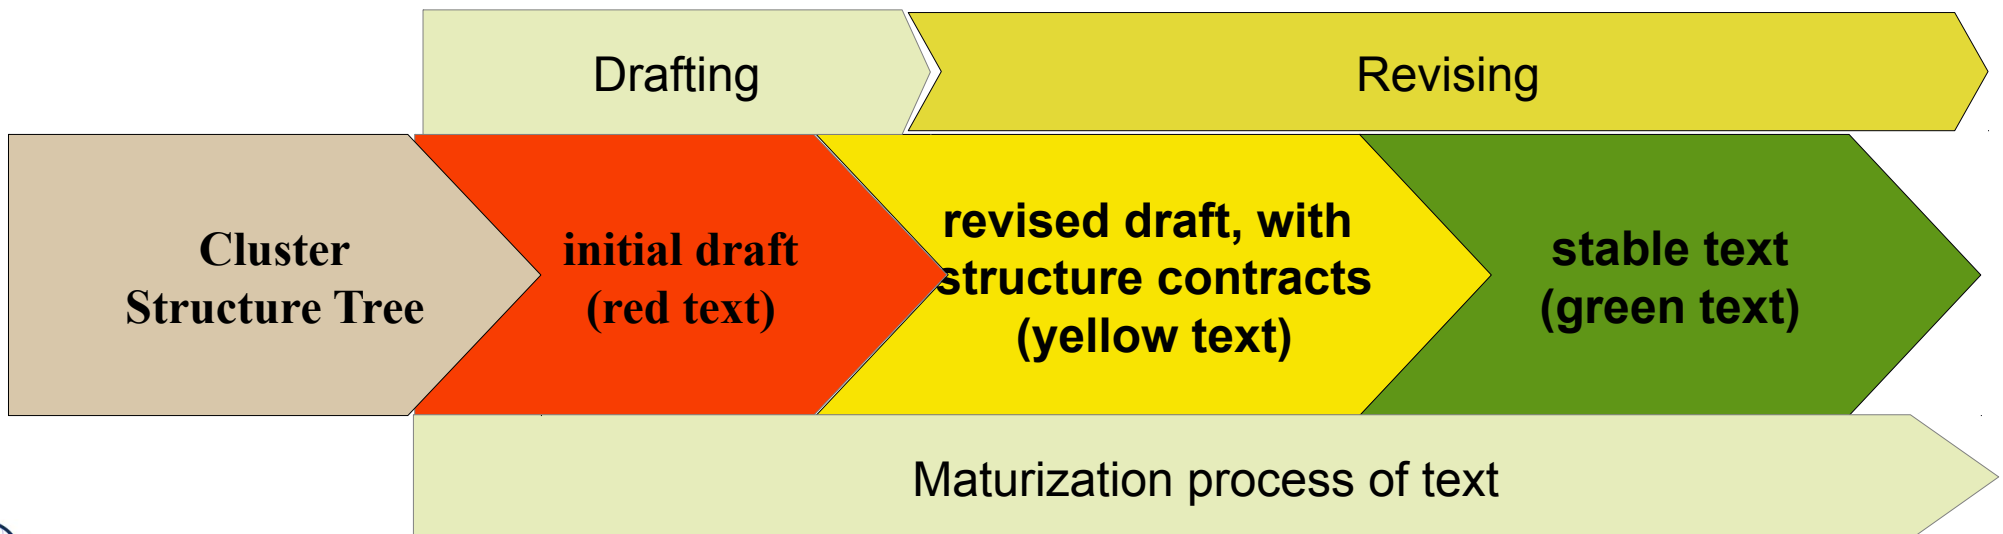 Drafting
Revising
Cluster
Structure Tree
initial draft
(red text)
revised draft, with
structure contracts
(yellow text)
stable text
(green text)
Maturization process of text